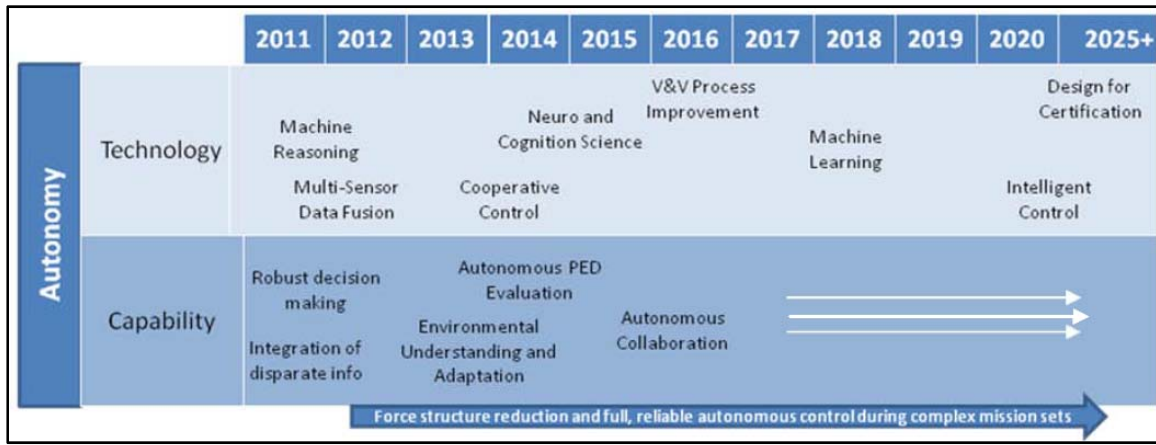 2011 2012 2013 2014 2015 2016 2017 2018 2019 2020 2025+
Autonomy
Technology
Machine
Reasoning
Multi-Sensor
Data Fusion
Cooperative
Control
Neuro and
Cognition Science
V&V Process
Improvement
Machine
Learning
Design for
Certification
Intelligent
Control
Capability
Robust decision
making
Integration of
disparate info
Autonomous PED
Evaluation
Environmental
Understanding and
Adaptation
Autonomous
Collaboration
Force structure reduction and full, reliable autonomous control during complex mission sets